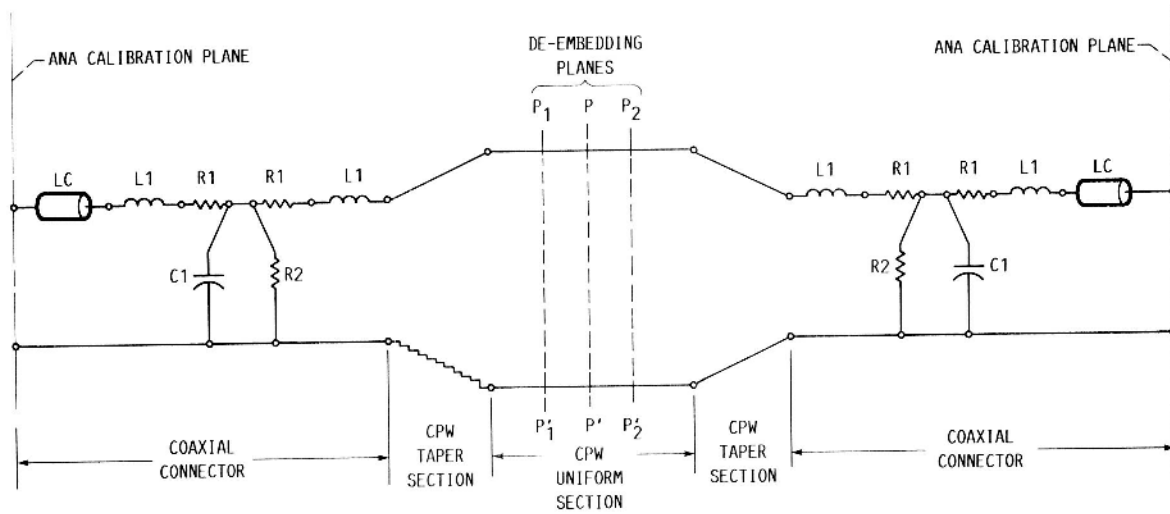 DE-EMBEDDING
PLANES
ANA CALIBRATION PLANE
ANA CALIBRATION PLANE
P1 P P2
LC L1 R1 R1 L1
L1 R1 R1 L1 LC
C1 R2
R2 C1
P'1 P' P'2
COAXIAL
CONNECTOR
CPW
TAPER
SECTION
CPW
UNIFORM
SECTION
CPW
TAPER
SECTION
COAXIAL
CONNECTOR